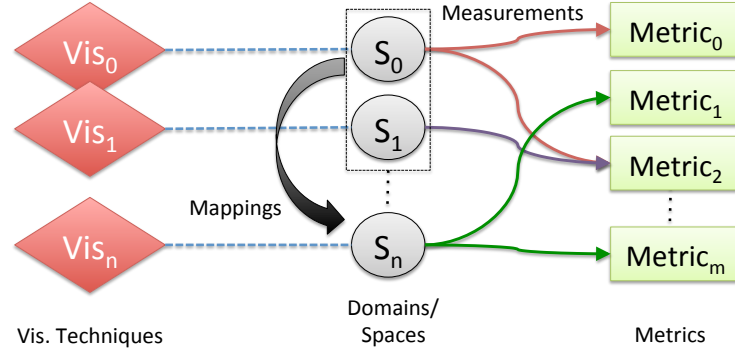 Measurements
Vis₀
S₀
Metric₀
Metric₁
Vis₁
S₁
Metric₂
Mappings
Visₙ
Sₙ
Metricₘ
Domains/
Spaces
Vis. Techniques
Metrics